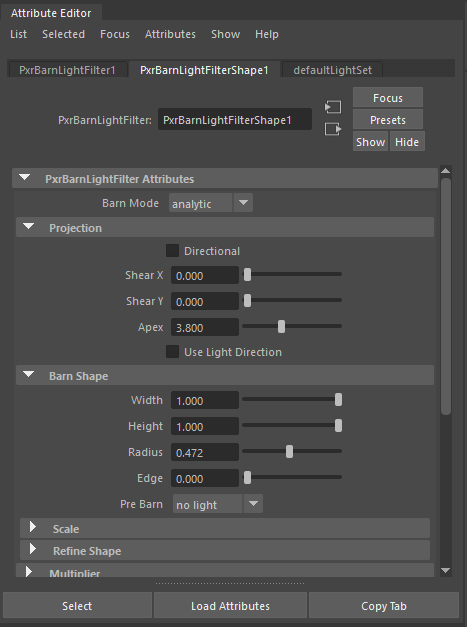 Attribute Editor
List Selected Focus Attributes Show Help
PxrBarnLightFilter1 PxrBarnLightFilterShape1 defaultLightSet
Focus
PxrBarnLightFilter: PxrBarnLightFilterShape1 Presets
Show Hide
PxrBarnLightFilter Attributes
Barn Mode analytic
Projection
Directional
Shear X 0.000
Shear Y 0.000
Apex 3.800
Use Light Direction
Barn Shape
Width 1.000
Height 1.000
Radius 0.472
Edge 0.000
Pre Barn no light
Scale
Refine Shape
Multiplier
Select Load Attributes Copy Tab